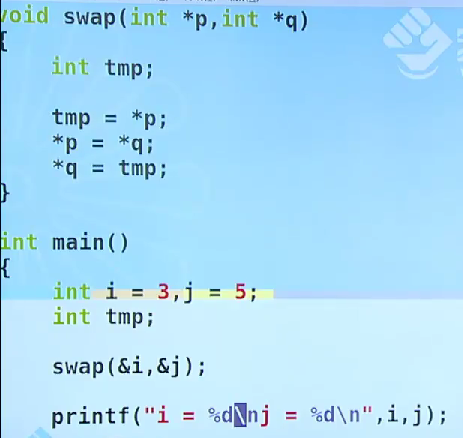 void swap(int *p,int *q)
{
int tmp;
tmp = *p;
*p = *q;
*q = tmp;
}
int main()
{
int i = 3,j = 5;
int tmp;
swap(&i,&j);
printf("i = %d\nj = %d\n",i,j);